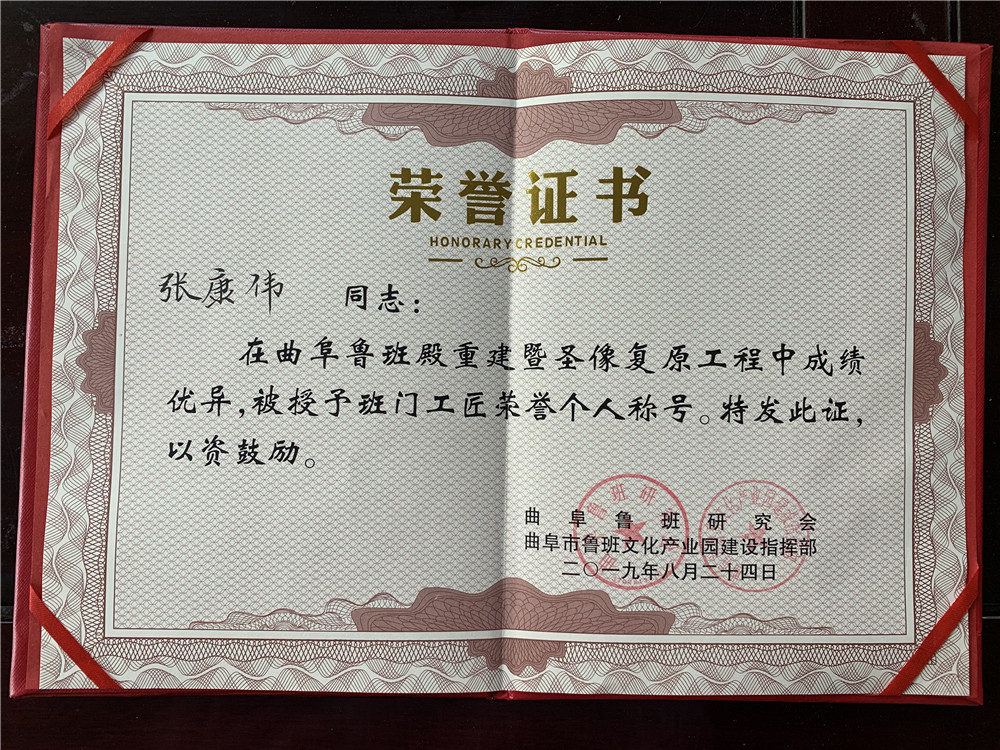 荣誉证书
HONORARY CREDENTIAL
张康伟 同志：
在曲阜鲁班殿重建暨圣像复原工程中成绩
优异，被授予班门工匠荣誉个人称号。特发此证，
以资鼓励。
曲阜鲁班研究会
曲阜市鲁班文化产业园建设指挥部
二〇一九年八月二十四日